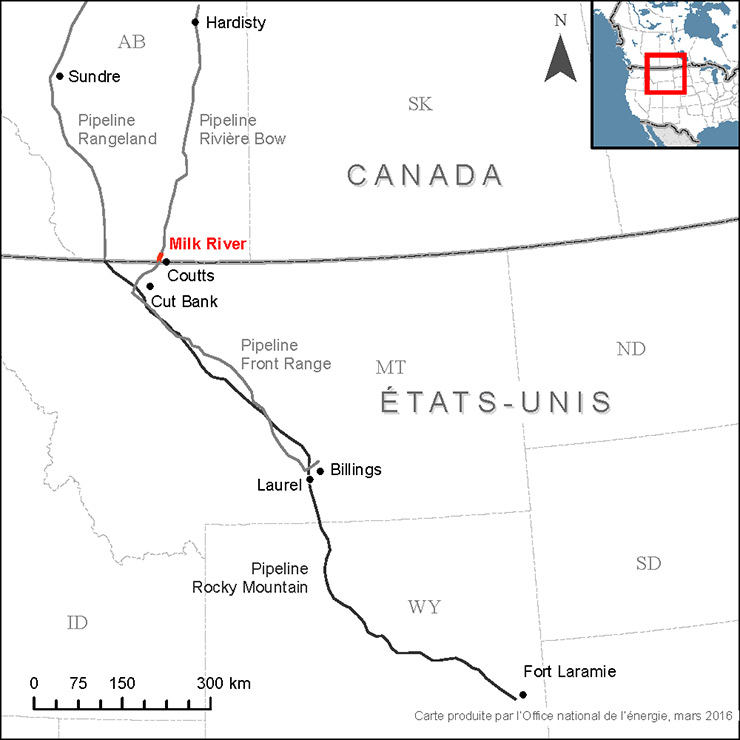 Hardisty
N
AB
Sundre
SK
Pipeline
Rangeland
Pipeline
Rivière Bow
CANADA
Milk River
Coutts
Cut Bank
Pipeline
Front Range
MT
ND
ÉTATS-UNIS
Billings
Laurel
Pipeline
Rocky Mountain
SD
WY
ID
Fort Laramie
0 75 150 300 km
Carte produite par l'Office national de l'énergie, mars 2016